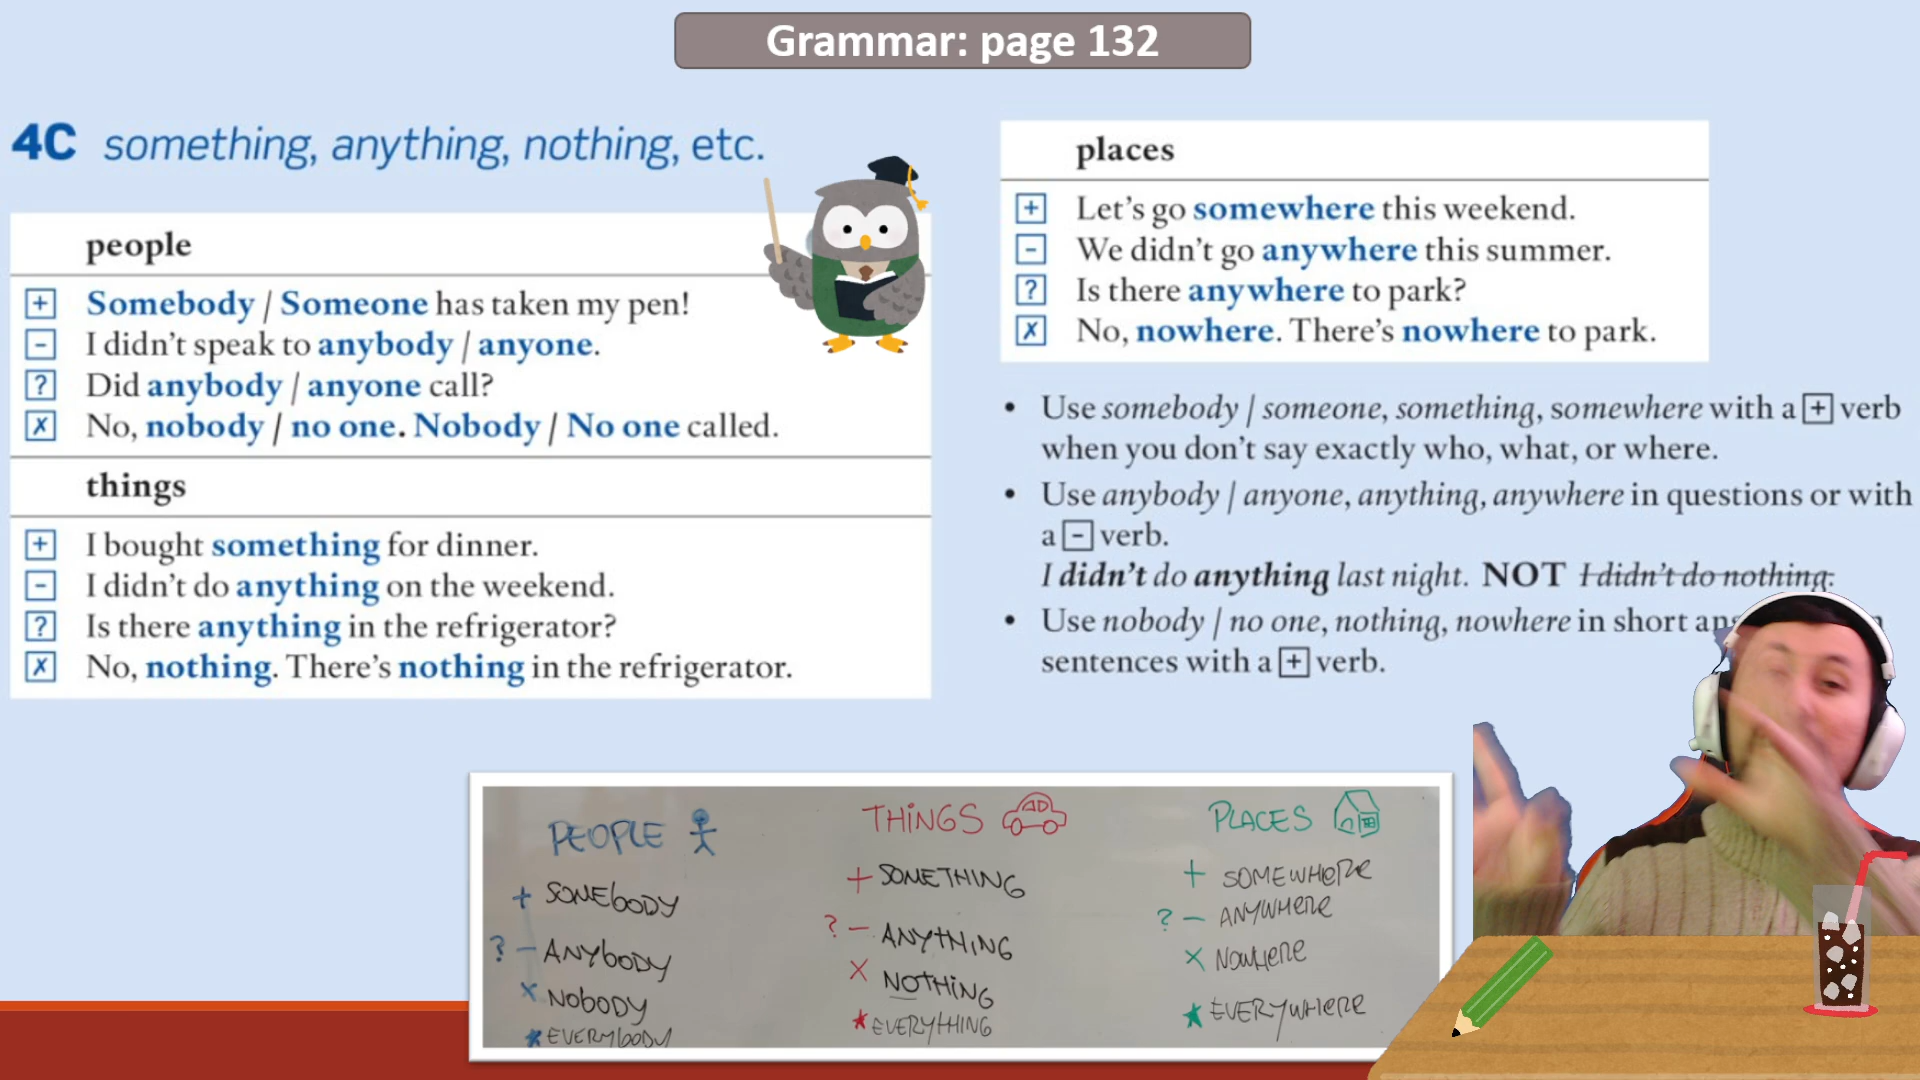 Grammar: page 132
4C something, anything, nothing, etc.
people
+ Somebody / Someone has taken my pen!
- I didn't speak to anybody / anyone.
? Did anybody / anyone call?
✗ No, nobody / no one. Nobody / No one called.
things
+ I bought something for dinner.
- I didn't do anything on the weekend.
? Is there anything in the refrigerator?
✗ No, nothing. There's nothing in the refrigerator.
places
+ Let's go somewhere this weekend.
- We didn't go anywhere this summer.
? Is there anywhere to park?
✗ No, nowhere. There's nowhere to park.
• Use somebody / someone, something, somewhere with a + verb
when you don't say exactly who, what, or where.
• Use anybody / anyone, anything, anywhere in questions or with
a - verb.
I didn't do anything last night. NOT I didn't do nothing.
• Use nobody / no one, nothing, nowhere in short
sentences with a + verb.
PEOPLE
+ SOMEBODY
? - ANYBODY
x NOBODY
* EVERYBODY
THINGS
+ SOMETHING
? - ANYTHING
x NOTHING
* EVERYTHING
PLACES
+ SOMEWHERE
? - ANYWHERE
x NOWHERE
* EVERYWHERE